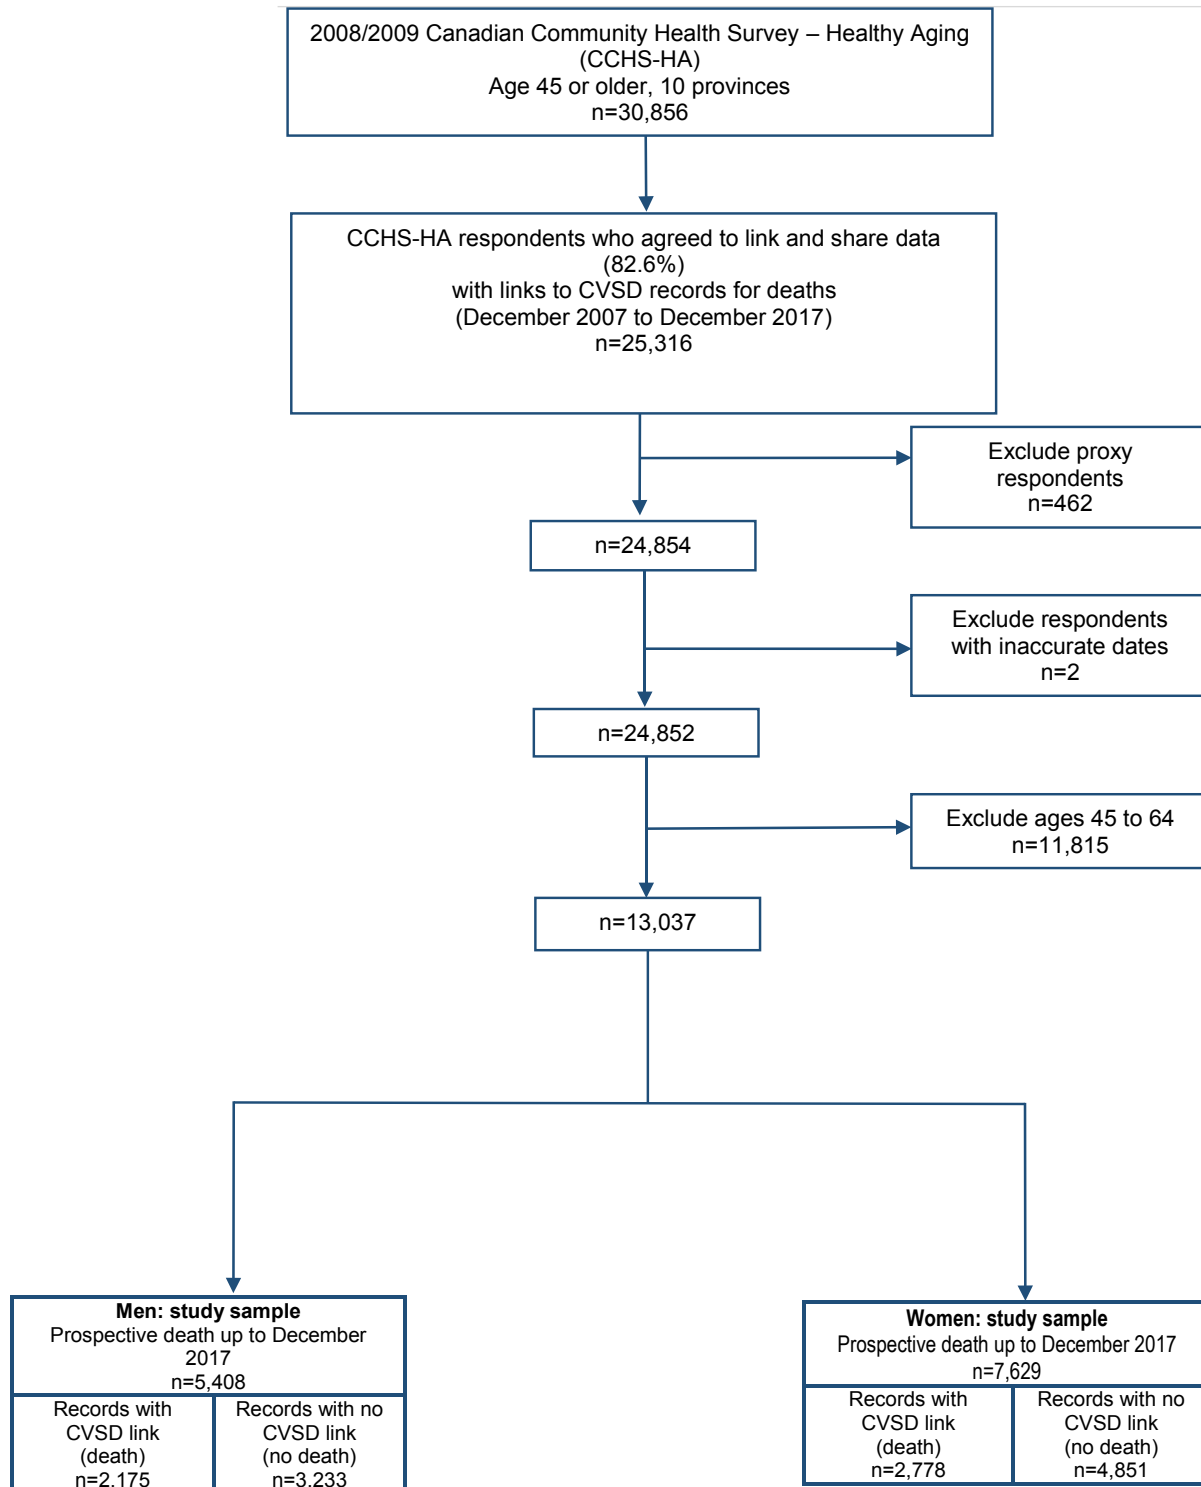 2008/2009 Canadian Community Health Survey – Healthy Aging
(CCHS-HA)
Age 45 or older, 10 provinces
n=30,856
CCHS-HA respondents who agreed to link and share data
(82.6%)
with links to CVSD records for deaths
(December 2007 to December 2017)
n=25,316
Exclude proxy
respondents
n=462
n=24,854
Exclude respondents
with inaccurate dates
n=2
n=24,852
Exclude ages 45 to 64
n=11,815
n=13,037
Men: study sample
Prospective death up to December
2017
n=5,408
Records with
CVSD link
(death)
n=2,175
Records with no
CVSD link
(no death)
n=3,233
Women: study sample
Prospective death up to December 2017
n=7,629
Records with
CVSD link
(death)
n=2,778
Records with no
CVSD link
(no death)
n=4,851